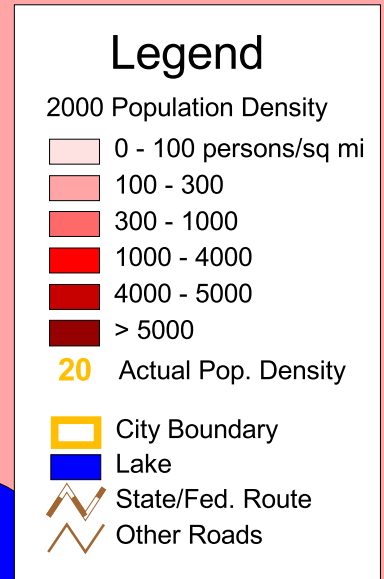 Legend
2000 Population Density
0 - 100 persons/sq mi
100 - 300
300 - 1000
1000 - 4000
4000 - 5000
> 5000
20 Actual Pop. Density
City Boundary
Lake
State/Fed. Route
Other Roads